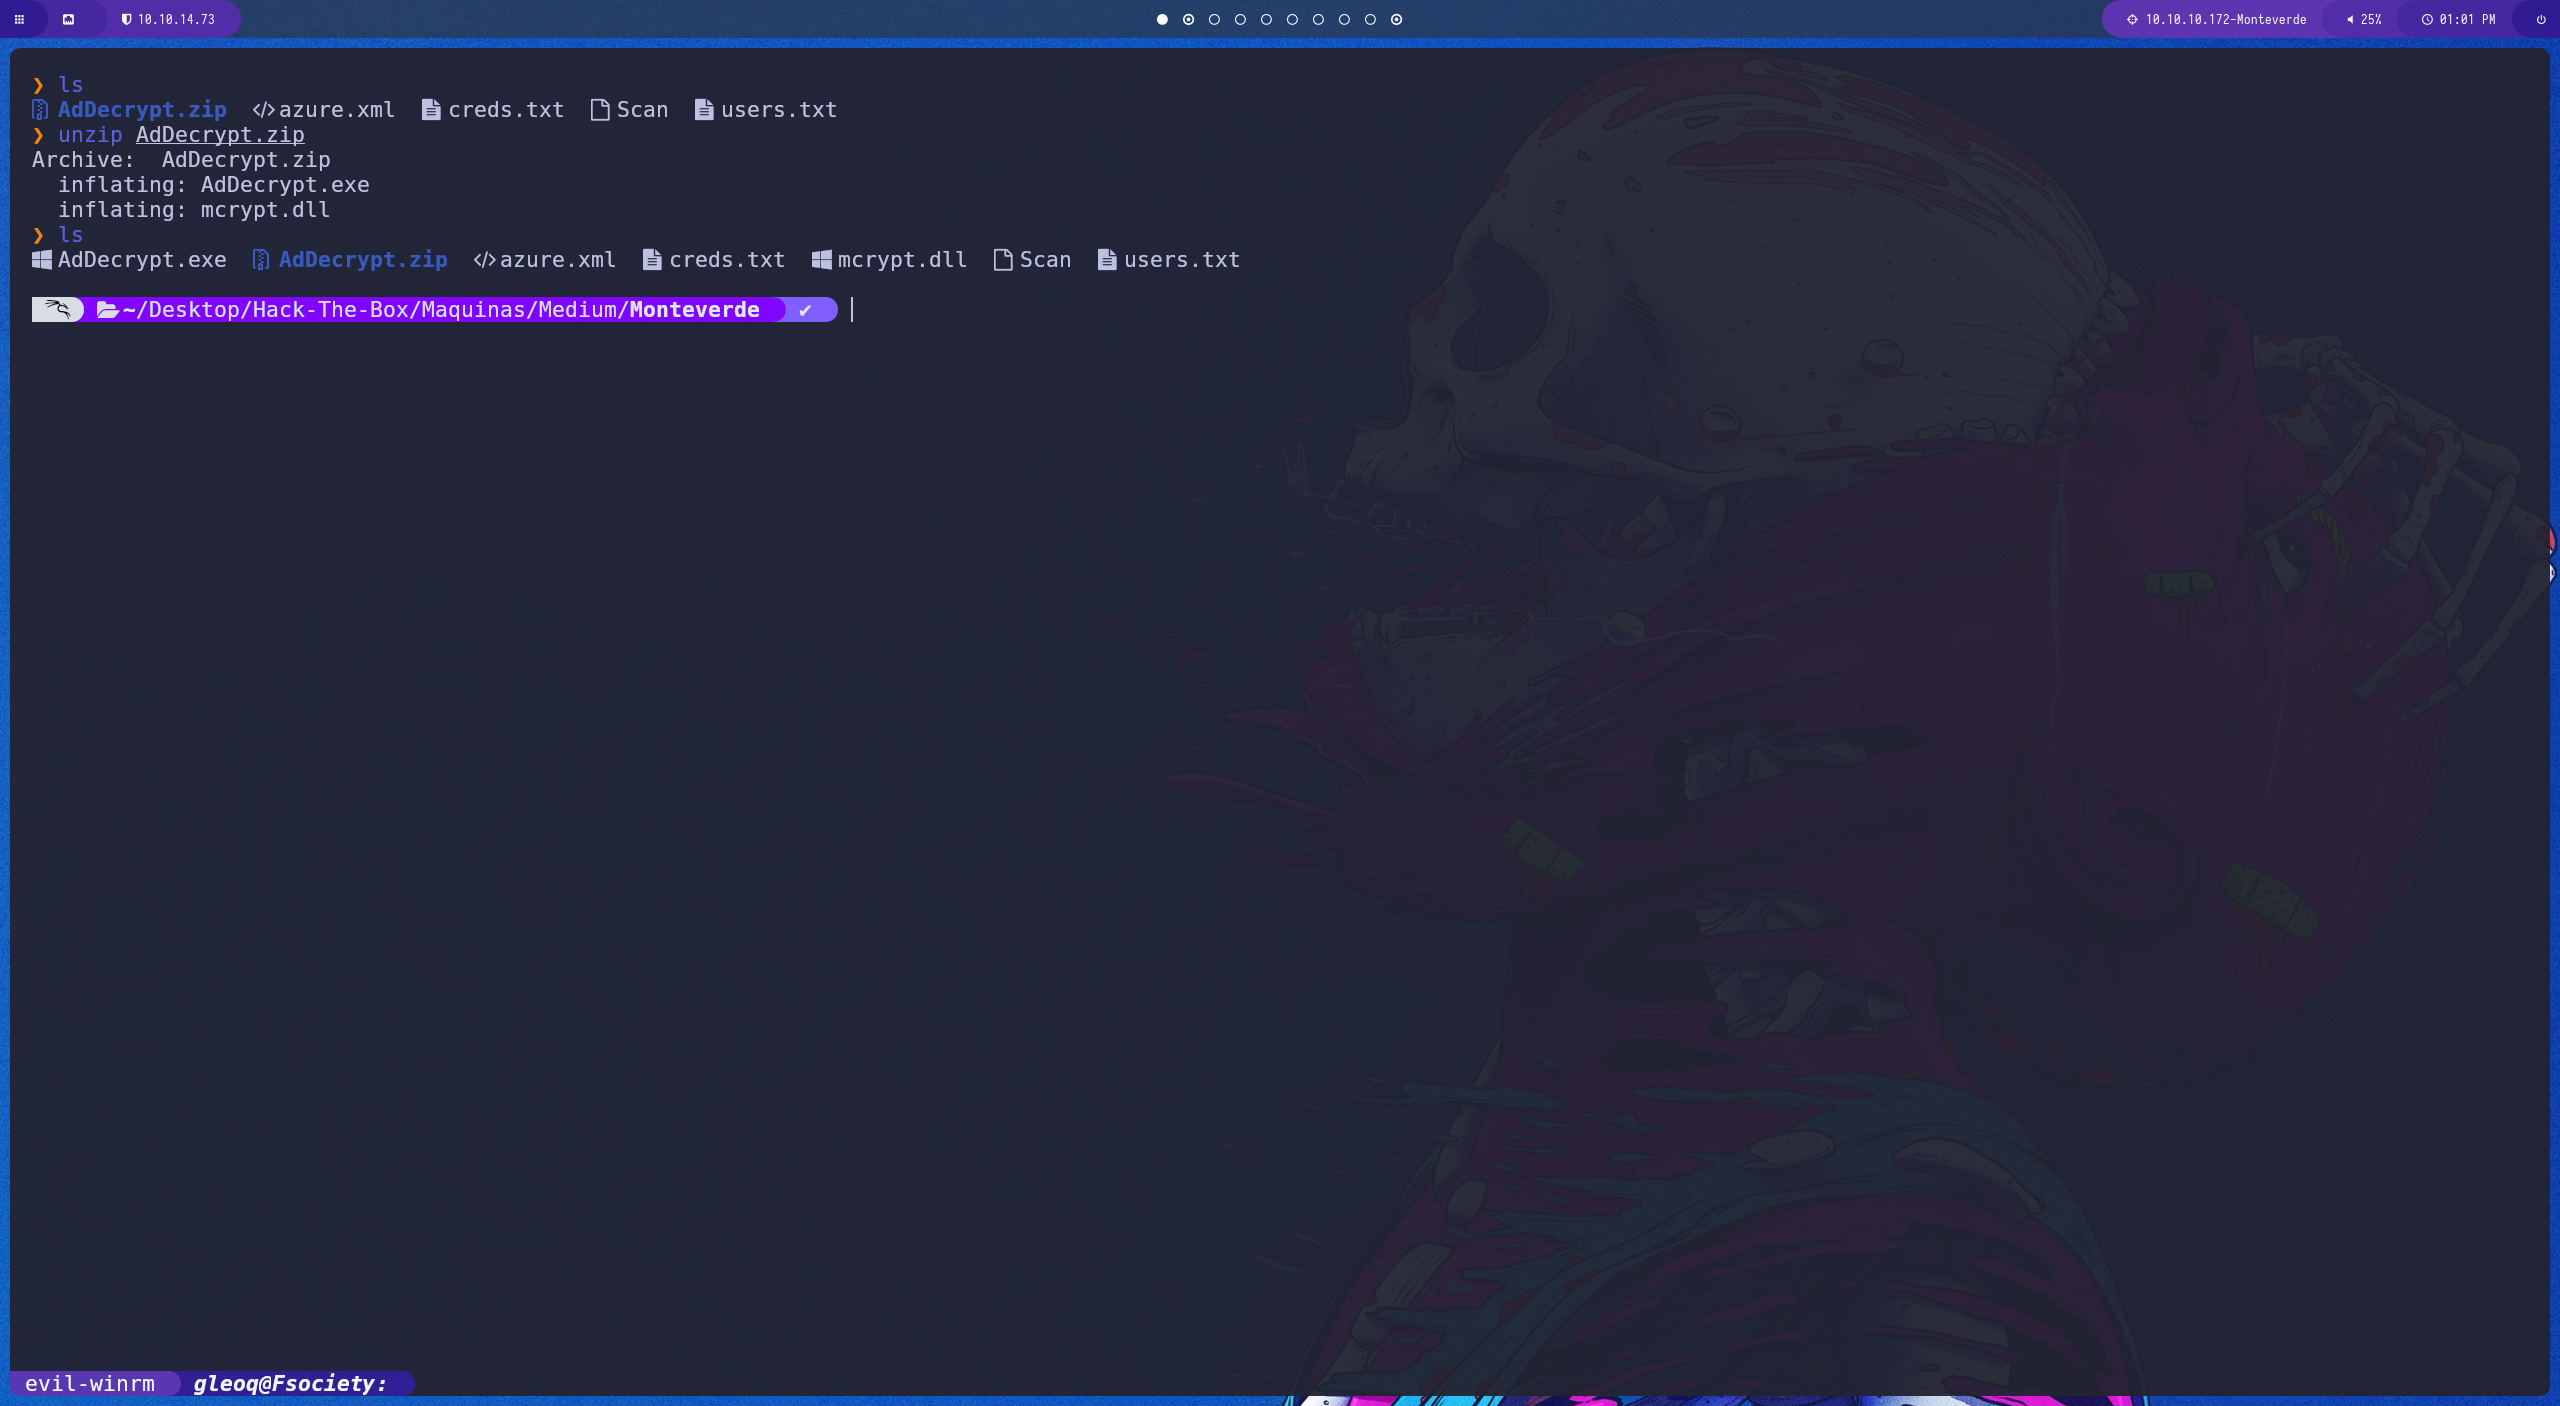 10.10.14.73
10.10.10.172-Monteverde 25% 01:01 PM
❯ ls
AdDecrypt.zip azure.xml creds.txt Scan users.txt
❯ unzip AdDecrypt.zip
Archive:  AdDecrypt.zip
  inflating: AdDecrypt.exe
  inflating: mcrypt.dll
❯ ls
AdDecrypt.exe AdDecrypt.zip azure.xml creds.txt mcrypt.dll Scan users.txt
~/Desktop/Hack-The-Box/Maquinas/Medium/Monteverde ✔
evil-winrm gleoq@Fsociety: